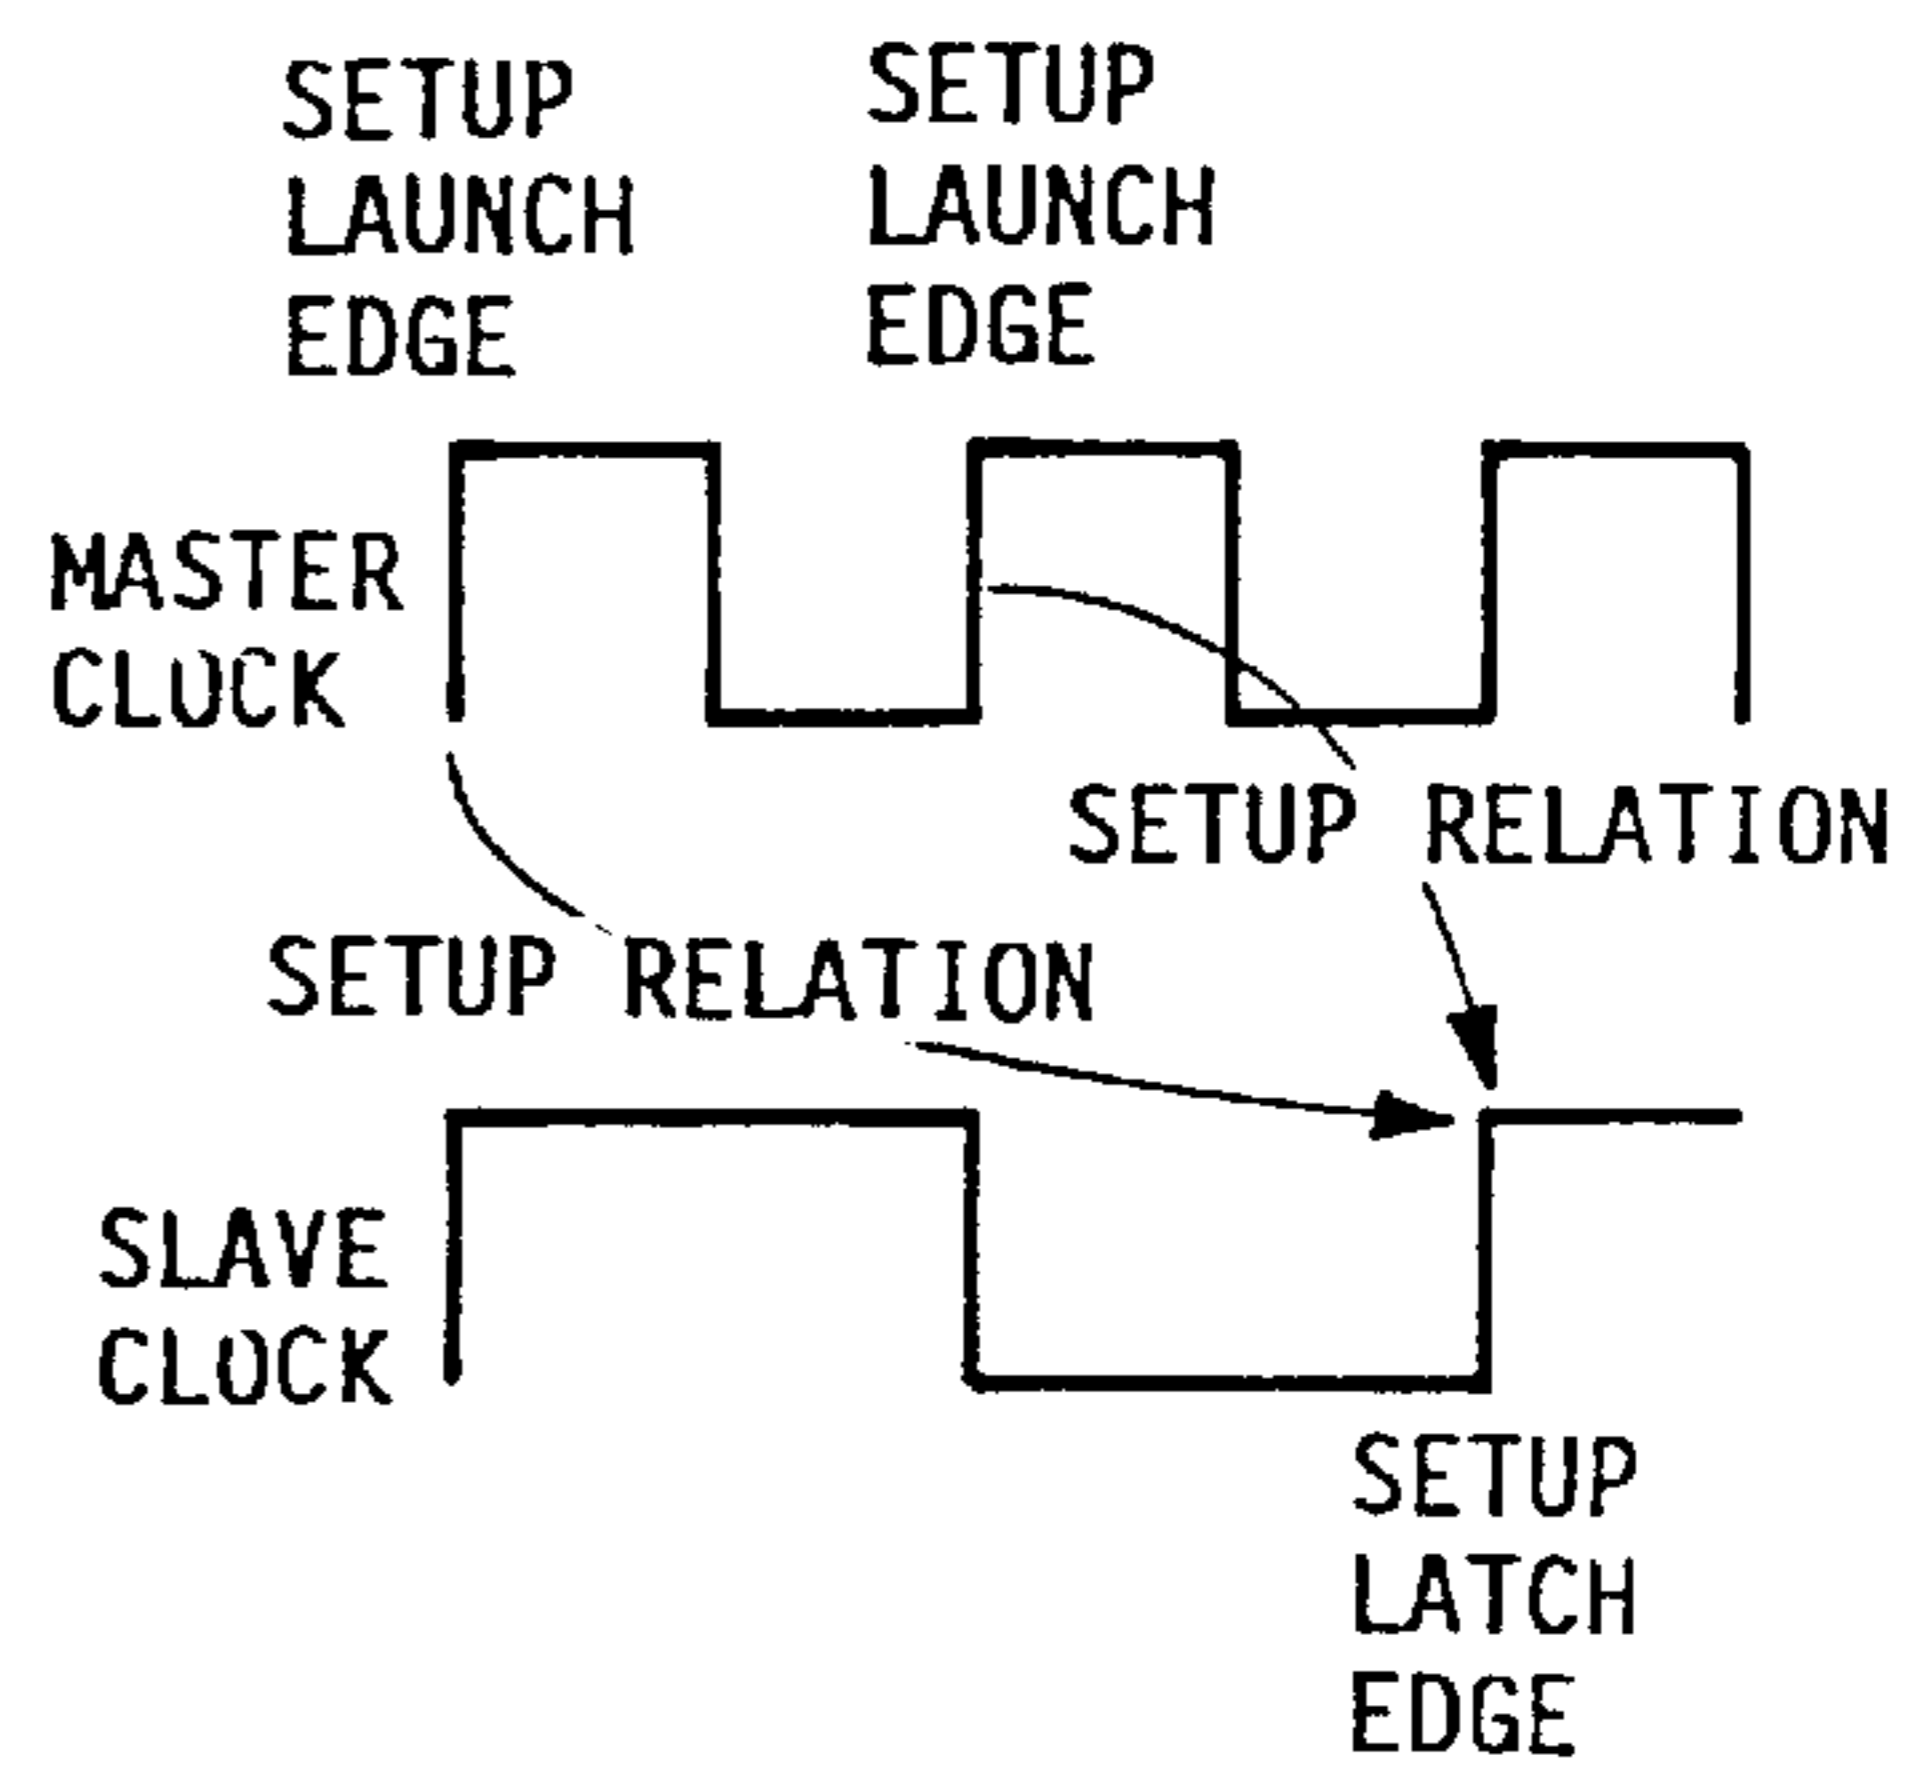 SETUP
LAUNCH
EDGE
SETUP
LAUNCH
EDGE
MASTER
CLOCK
SETUP RELATION
SETUP RELATION
SLAVE
CLOCK
SETUP
LATCH
EDGE